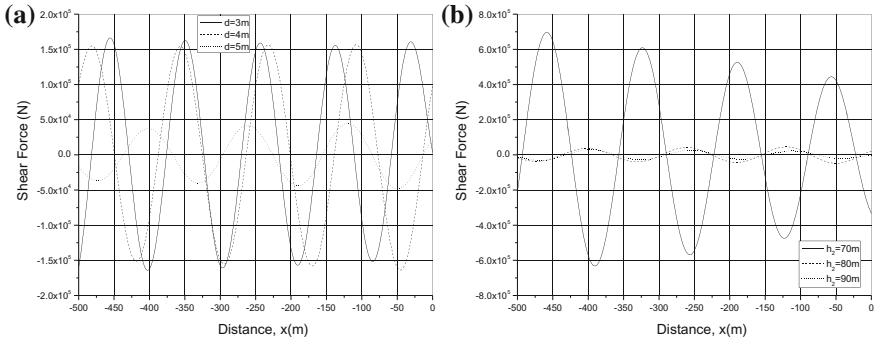 (a)
d=3m
d=4m
d=5m
2.0x10⁵
1.5x10⁵
1.0x10⁵
5.0x10⁴
0.0
-5.0x10⁴
-1.0x10⁵
-1.5x10⁵
-2.0x10⁵
Shear Force (N)
-500 -450 -400 -350 -300 -250 -200 -150 -100 -50 0
Distance, x(m)
(b)
8.0x10⁵
6.0x10⁵
4.0x10⁵
2.0x10⁵
0.0
-2.0x10⁵
-4.0x10⁵
-6.0x10⁵
-8.0x10⁵
Shear Force (N)
h₂=70m
h₂=80m
h₂=90m
-500 -450 -400 -350 -300 -250 -200 -150 -100 -50 0
Distance, x(m)